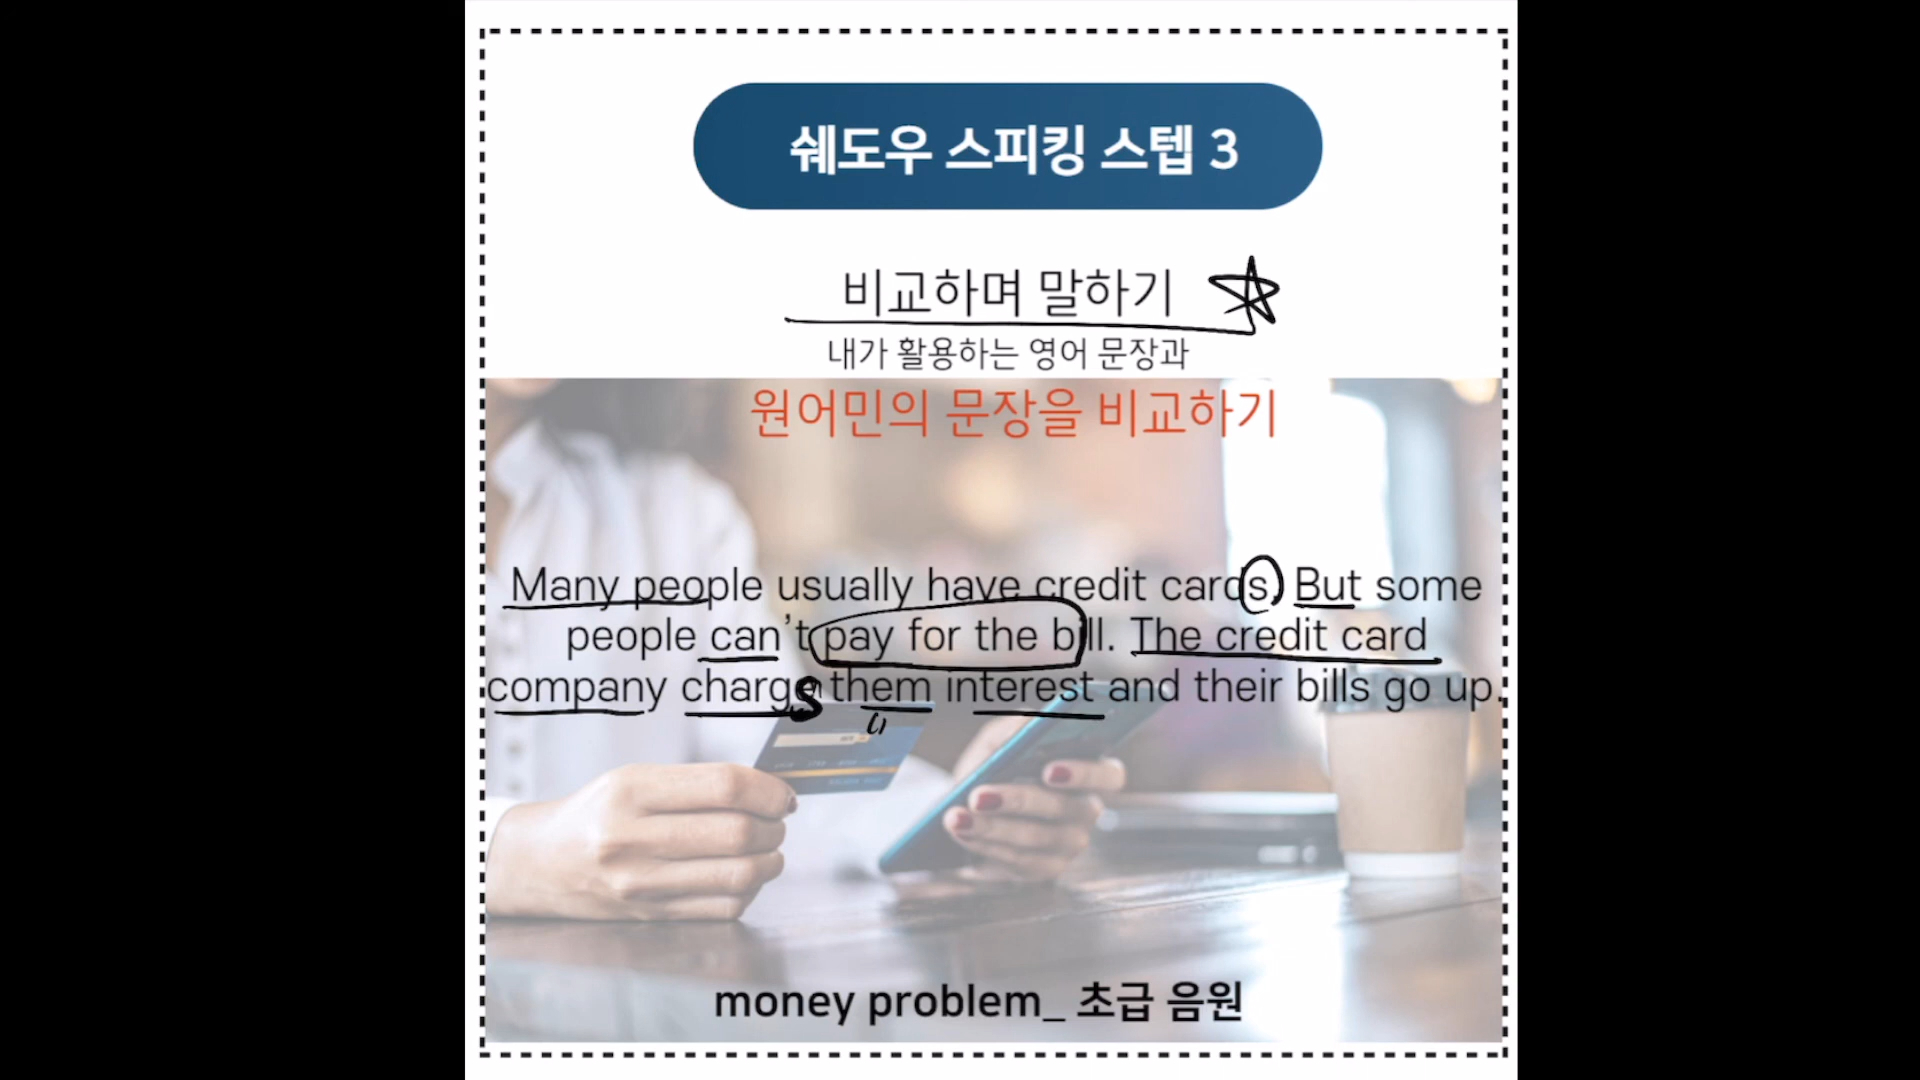 쉐도우 스피킹 스텝 3
비교하며 말하기
내가 활용하는 영어 문장과
원어민의 문장을 비교하기
Many people usually have credit cards. But some
people can't pay for the bill. The credit card
company charge them interest and their bills go up.
s
money problem_ 초급 음원